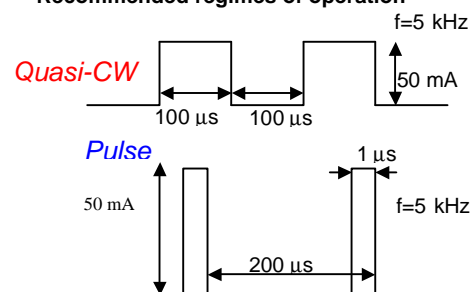 Recommended regimes of operation
f=5 kHz
Quasi-CW
50 mA
100 µs 100 µs
Pulse
1 µs
50 mA
f=5 kHz
200 µs